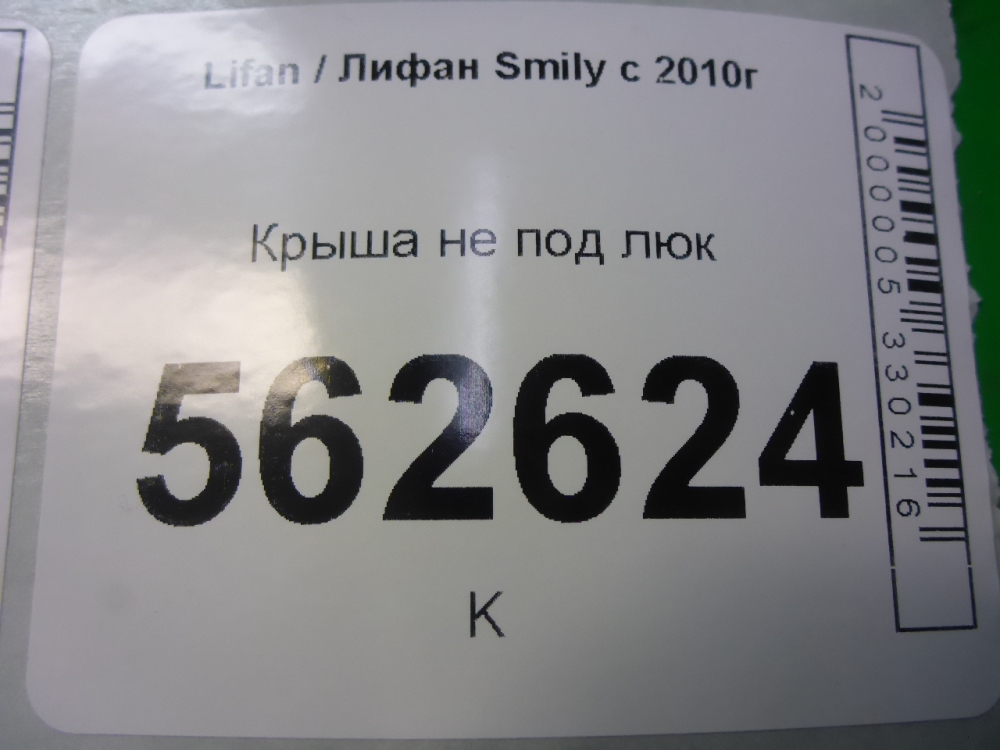 Lifan / Лифан Smily с 2010г
Крыша не под люк
562624
К
2000005330216